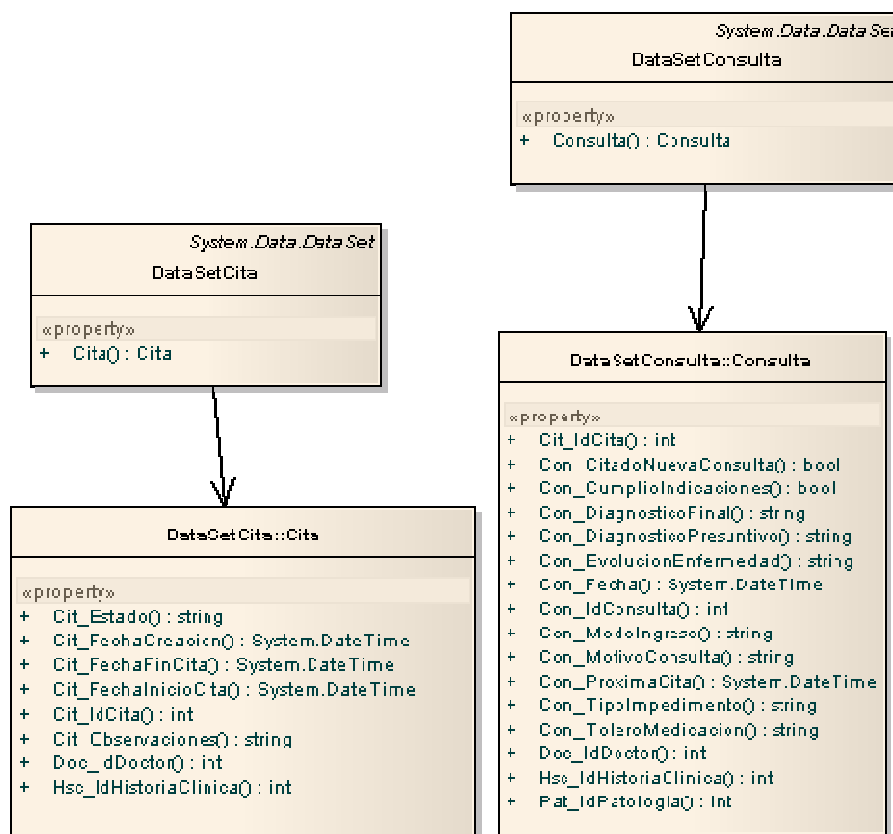 System.Data.DataSet
DataSetConsulta
«property»
+ Consulta() : Consulta
System.Data.DataSet
DataSetCita
«property»
+ Cita() : Cita
DataSetConsulta::Consulta
«property»
+ Cit_IdCita() : int
+ Con_CitadoNuevaConsulta() : bool
+ Con_CumplioIndicaciones() : bool
+ Con_DiagnosticoFinal() : string
+ Con_DiagnosticoPresuntivo() : string
+ Con_EvolucionEnfermedad() : string
+ Con_Fecha() : System.DateTime
+ Con_IdConsulta() : int
+ Con_ModoIngreso() : string
+ Con_MotivoConsulta() : string
+ Con_ProximaCita() : System.DateTime
+ Con_TipoImpedimento() : string
+ Con_ToleroMedicacion() : string
+ Doc_IdDoctor() : int
+ Hsc_IdHistoriaClinica() : int
+ Pat_IdPatologia() : int
DataSetCita::Cita
«property»
+ Cit_Estado() : string
+ Cit_FechaCreacion() : System.DateTime
+ Cit_FechaFinCita() : System.DateTime
+ Cit_FechaInicioCita() : System.DateTime
+ Cit_IdCita() : int
+ Cit_Observaciones() : string
+ Doc_IdDoctor() : int
+ Hsc_IdHistoriaClinica() : int